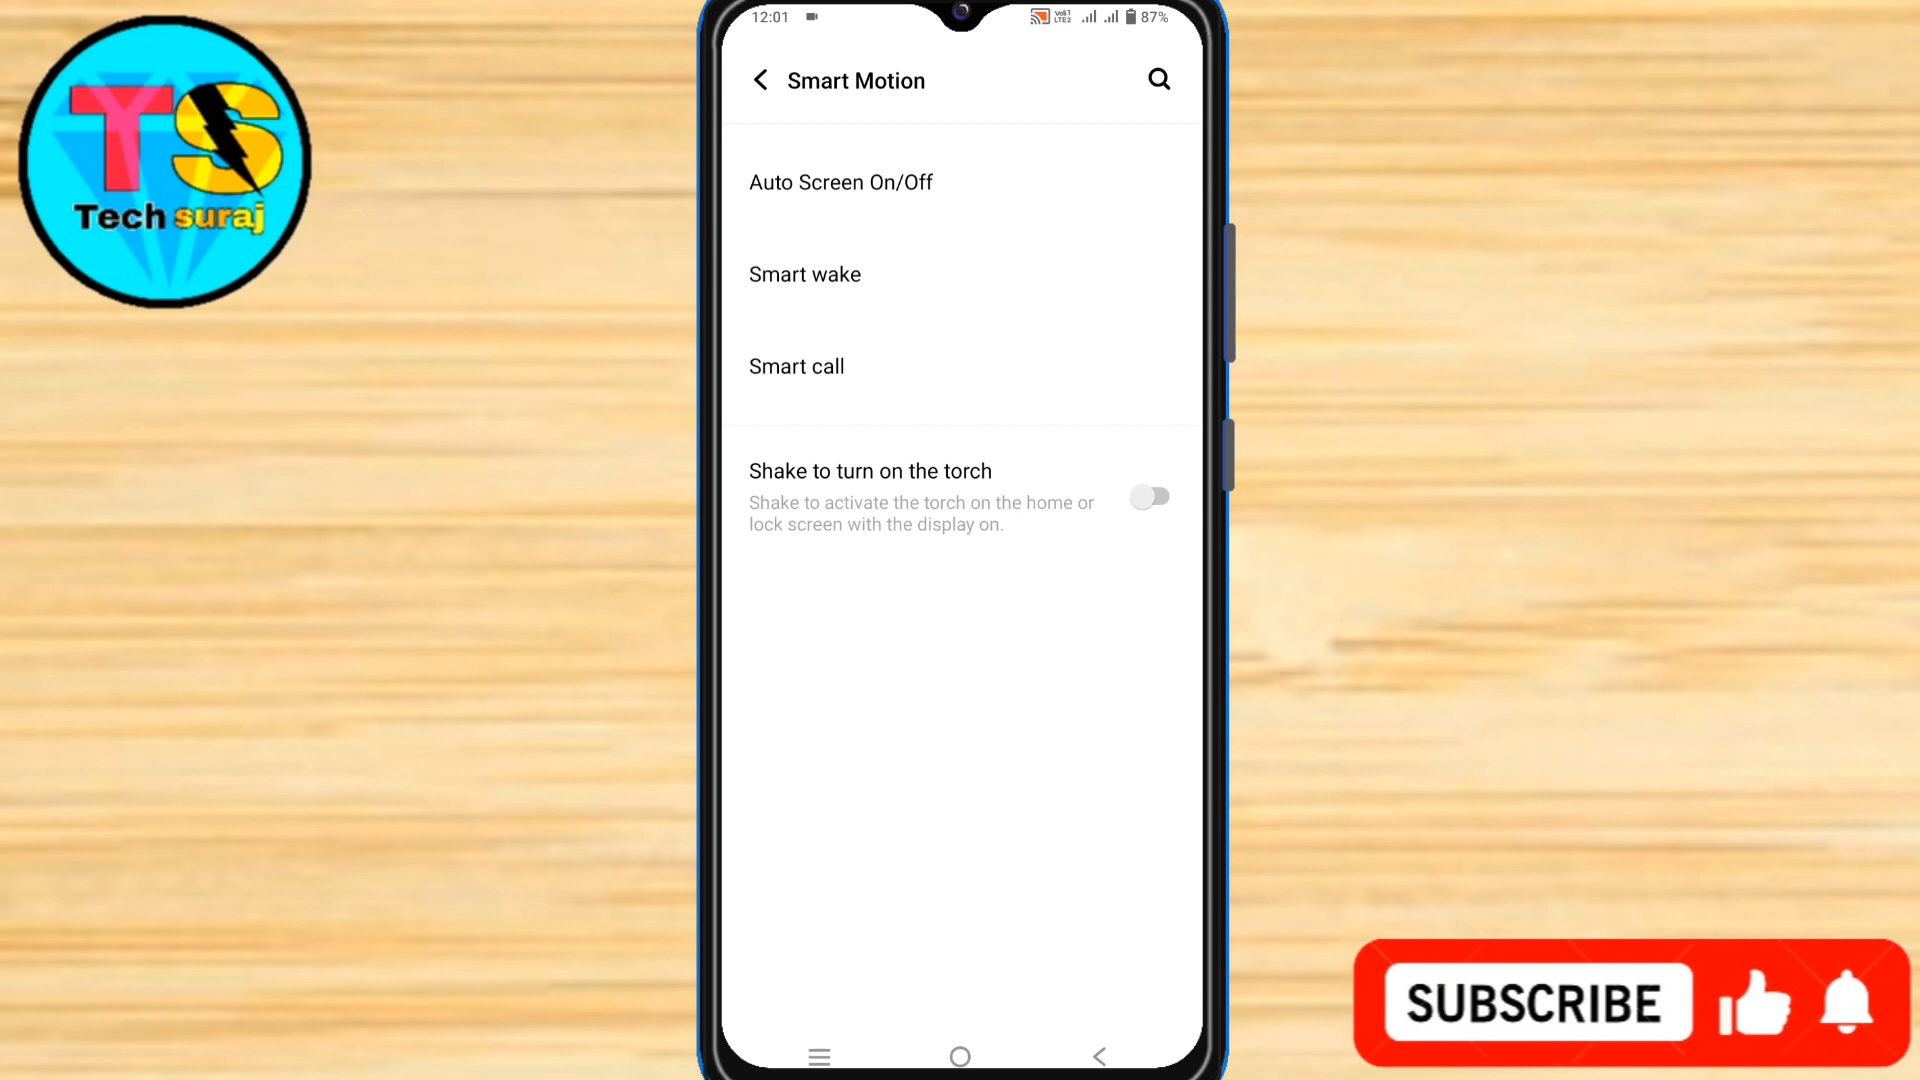 TS
Tech suraj
12:01
87%
Smart Motion
Auto Screen On/Off
Smart wake
Smart call
Shake to turn on the torch
Shake to activate the torch on the home or
lock screen with the display on.
SUBSCRIBE